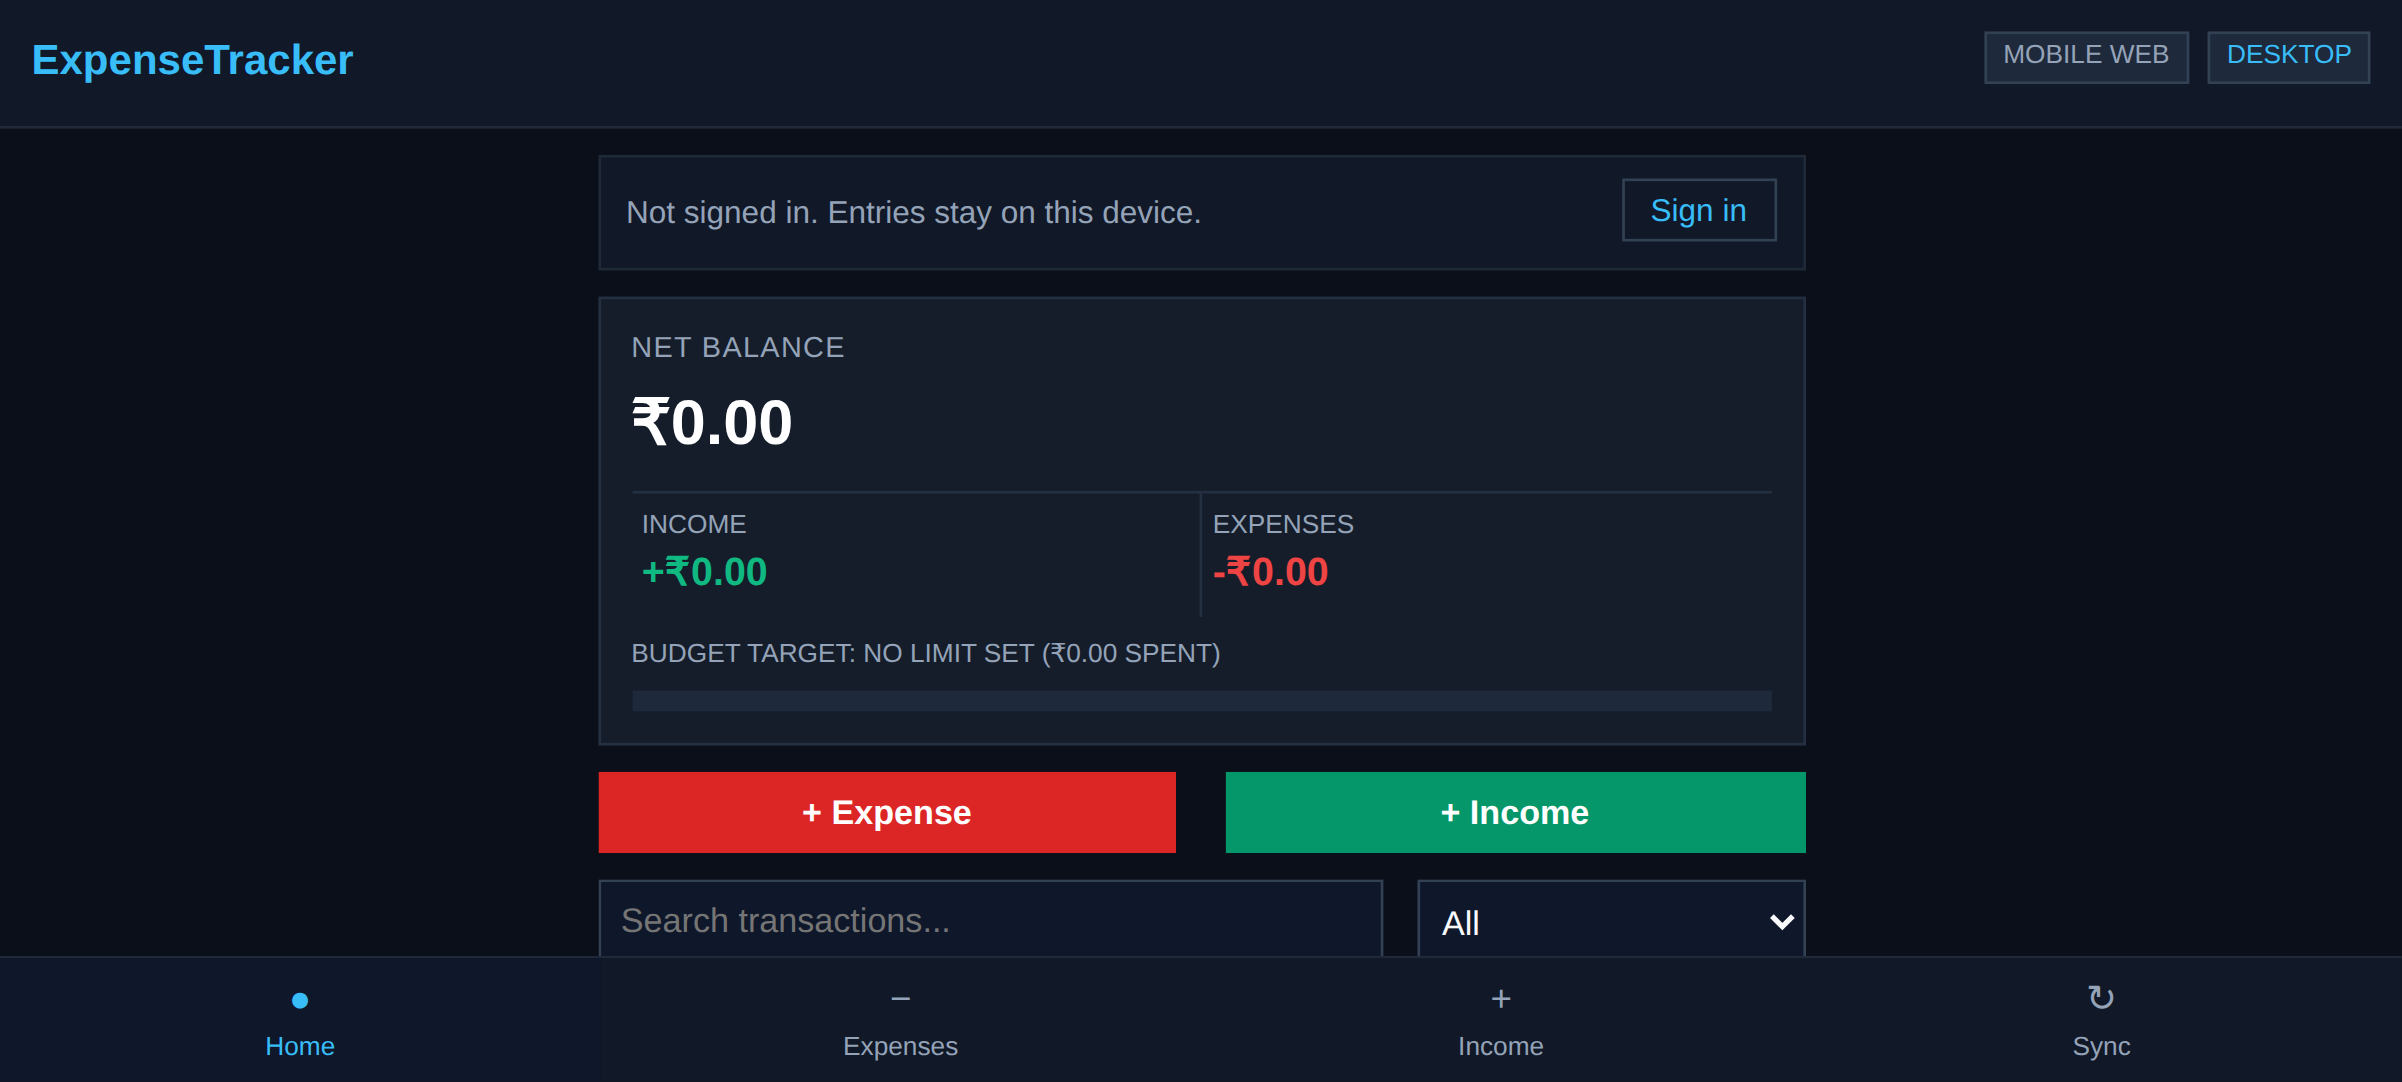 ExpenseTracker
MOBILE WEB
DESKTOP
Not signed in. Entries stay on this device.
Sign in
NET BALANCE
₹0.00
INCOME
EXPENSES
+₹0.00
-₹0.00
BUDGET TARGET: NO LIMIT SET (₹0.00 SPENT)
+ Expense
+ Income
Search transactions...
All
Home
Expenses
Income
Sync